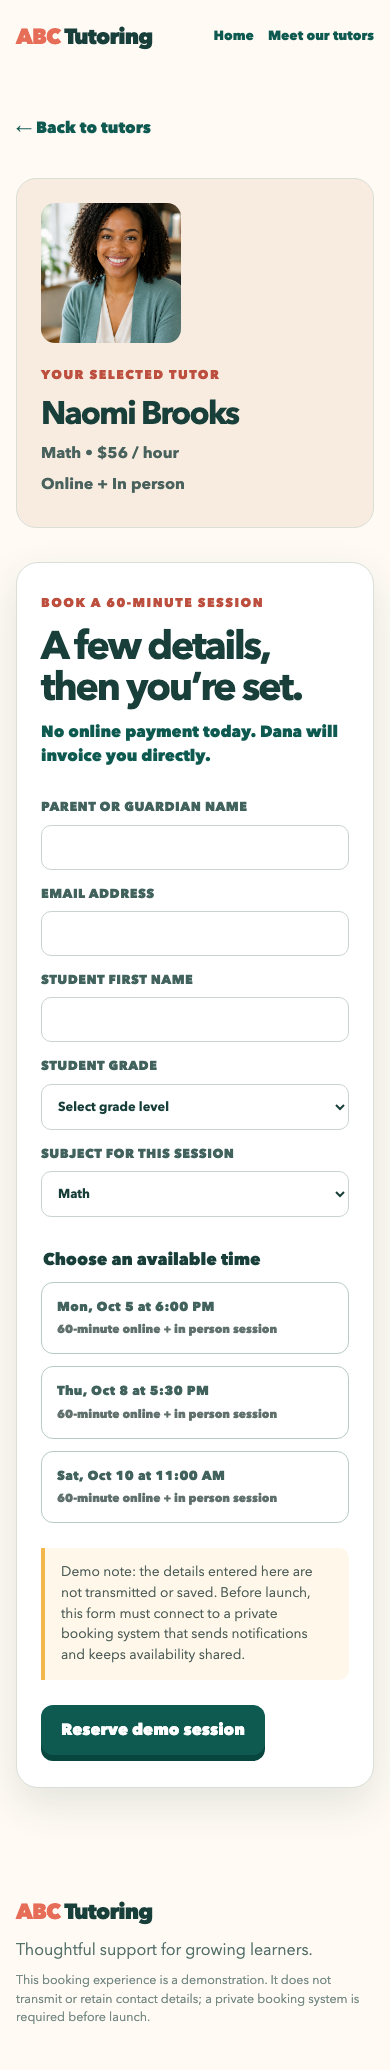 ABC Tutoring
Home Meet our tutors
← Back to tutors
YOUR SELECTED TUTOR
Naomi Brooks
Math • $56 / hour
Online + In person
BOOK A 60-MINUTE SESSION
A few details,
then you’re set.
No online payment today. Dana will
invoice you directly.
PARENT OR GUARDIAN NAME
EMAIL ADDRESS
STUDENT FIRST NAME
STUDENT GRADE
Select grade level
SUBJECT FOR THIS SESSION
Math
Choose an available time
Mon, Oct 5 at 6:00 PM
60-minute online + in person session
Thu, Oct 8 at 5:30 PM
60-minute online + in person session
Sat, Oct 10 at 11:00 AM
60-minute online + in person session
Demo note: the details entered here are
not transmitted or saved. Before launch,
this form must connect to a private
booking system that sends notifications
and keeps availability shared.
Reserve demo session
ABC Tutoring
Thoughtful support for growing learners.
This booking experience is a demonstration. It does not
transmit or retain contact details; a private booking system is
required before launch.